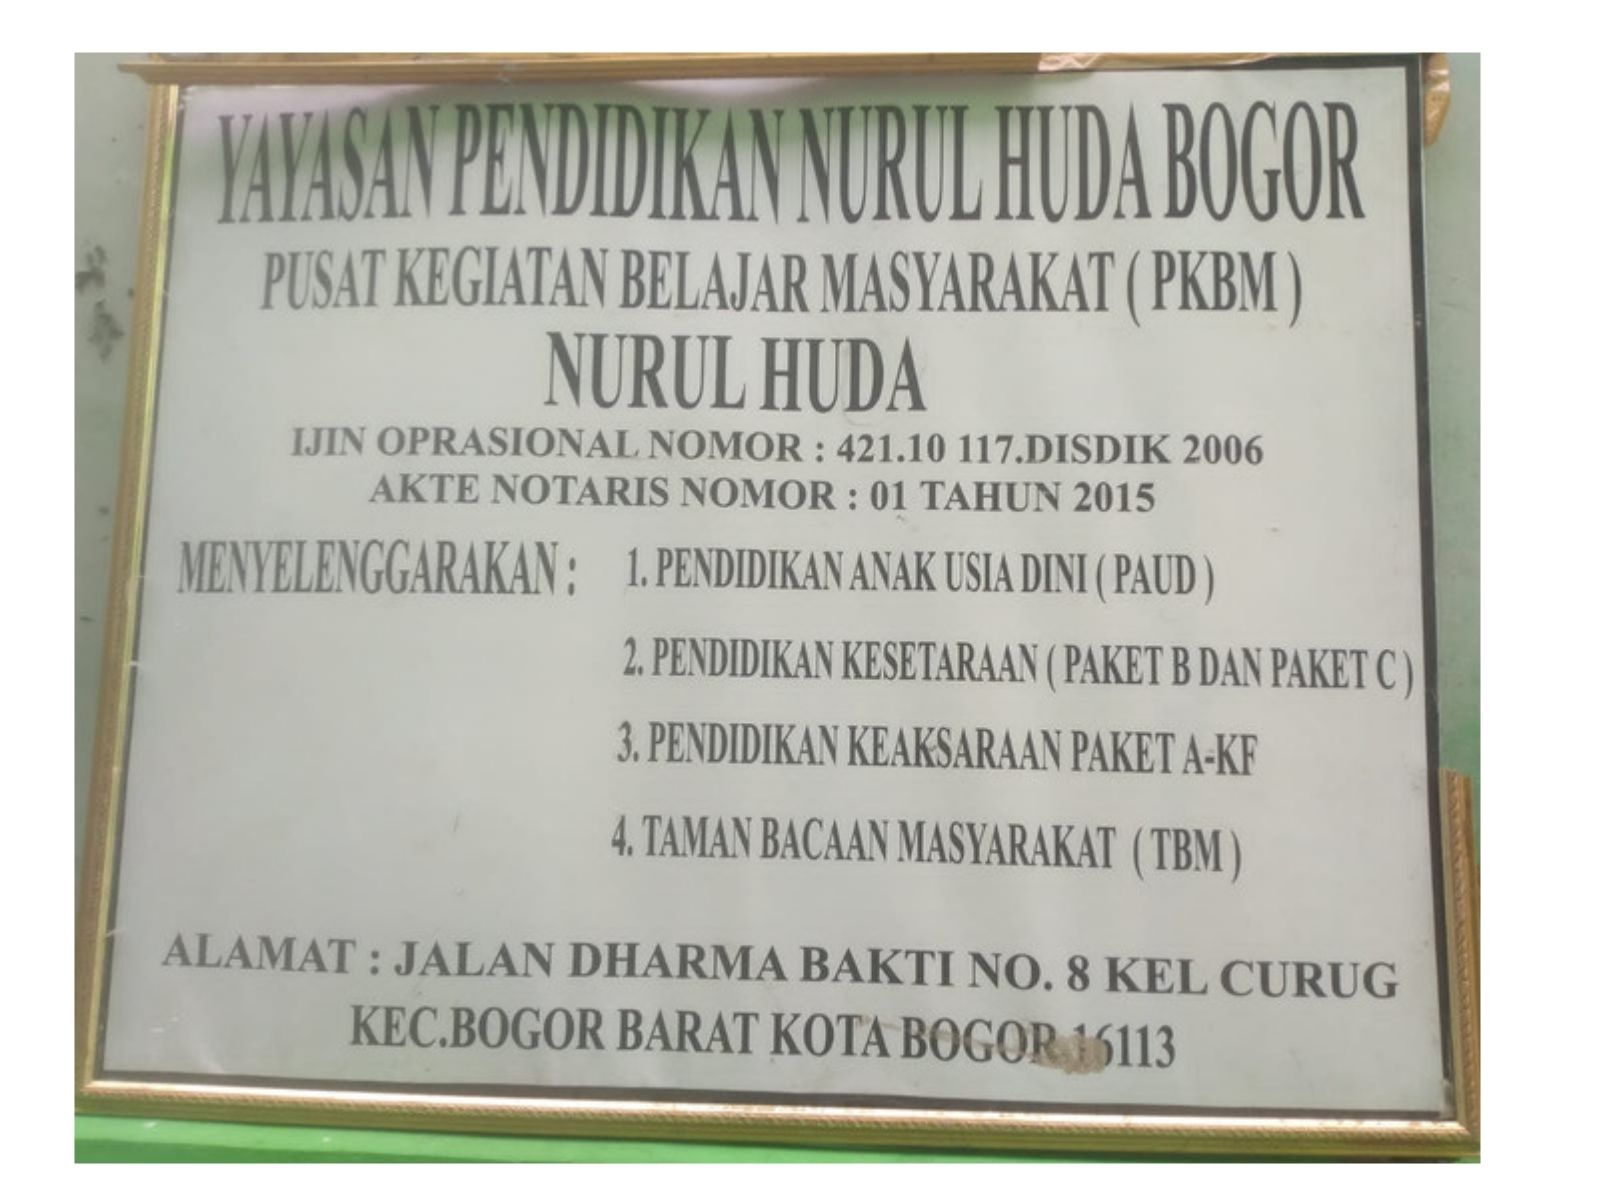 YAYASAN PENDIDIKAN NURUL HUDA BOGOR
PUSAT KEGIATAN BELAJAR MASYARAKAT ( PKBM )
NURUL HUDA
IJIN OPRASIONAL NOMOR : 421.10 117.DISDIK 2006
AKTE NOTARIS NOMOR : 01 TAHUN 2015
MENYELENGGARAKAN : 1. PENDIDIKAN ANAK USIA DINI ( PAUD )
2. PENDIDIKAN KESETARAAN ( PAKET B DAN PAKET C )
3. PENDIDIKAN KEAKSARAAN PAKET A-KF
4. TAMAN BACAAN MASYARAKAT ( TBM )
ALAMAT : JALAN DHARMA BAKTI NO. 8 KEL CURUG
KEC.BOGOR BARAT KOTA BOGOR 16113